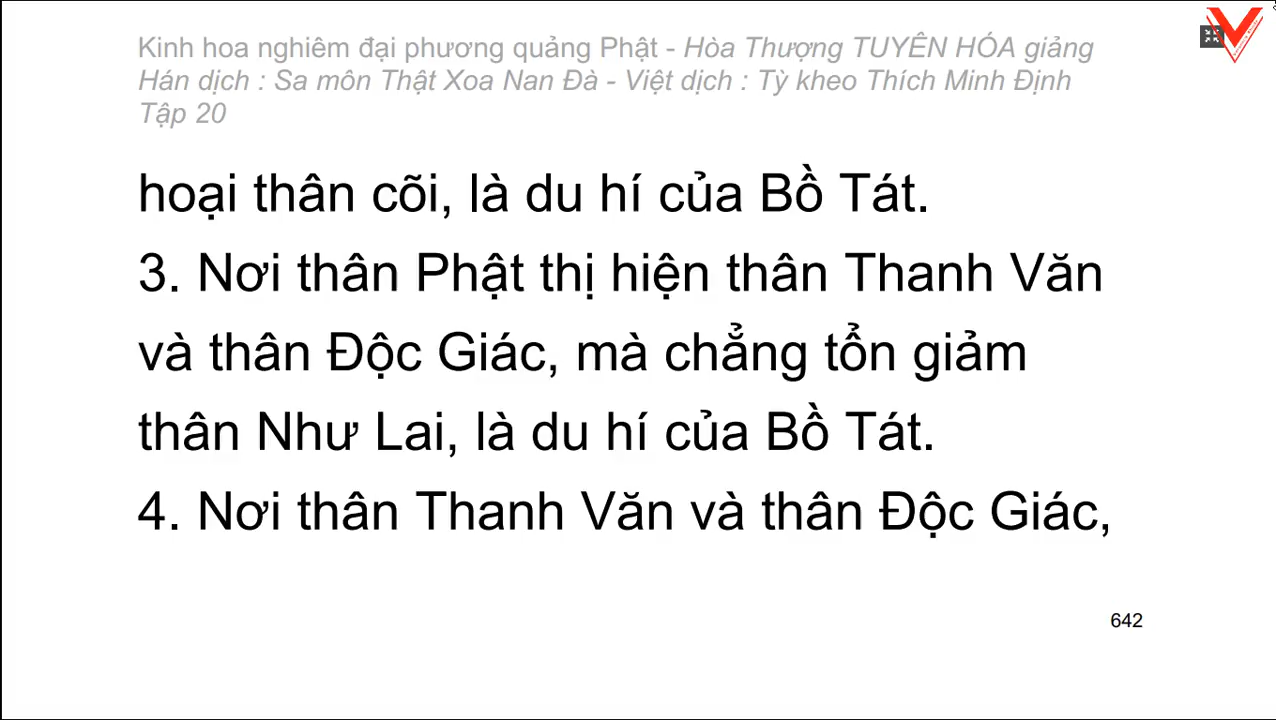 Kinh hoa nghiêm đại phương quảng Phật - Hòa Thượng TUYÊN HÓA giảng
Hán dịch : Sa môn Thật Xoa Nan Đà - Việt dịch : Tỳ kheo Thích Minh Định
Tập 20
hoại thân cõi, là du hí của Bồ Tát.
3. Nơi thân Phật thị hiện thân Thanh Văn
và thân Độc Giác, mà chẳng tổn giảm
thân Như Lai, là du hí của Bồ Tát.
4. Nơi thân Thanh Văn và thân Độc Giác,
642